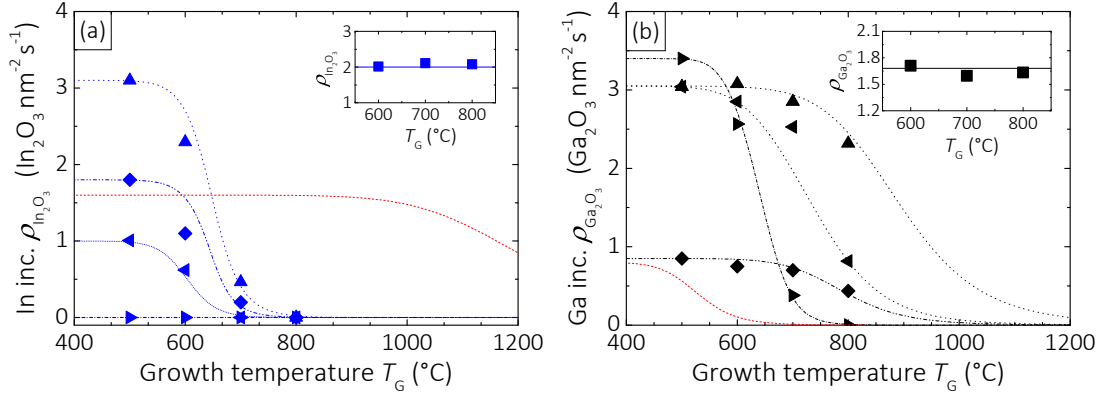 (a)
4
3
2
1
0
400 600 800 1000 1200
In inc. ρIn₂O₃ (In₂O₃ nm⁻² s⁻¹)
Growth temperature TG (°C)
3
2
1
600 700 800
ρIn₂O₃
TG (°C)
(b)
4
3
2
1
0
400 600 800 1000 1200
Ga inc. ρGa₂O₃ (Ga₂O₃ nm⁻² s⁻¹)
Growth temperature TG (°C)
2.1
1.8
1.5
1.2
600 700 800
ρGa₂O₃
TG (°C)